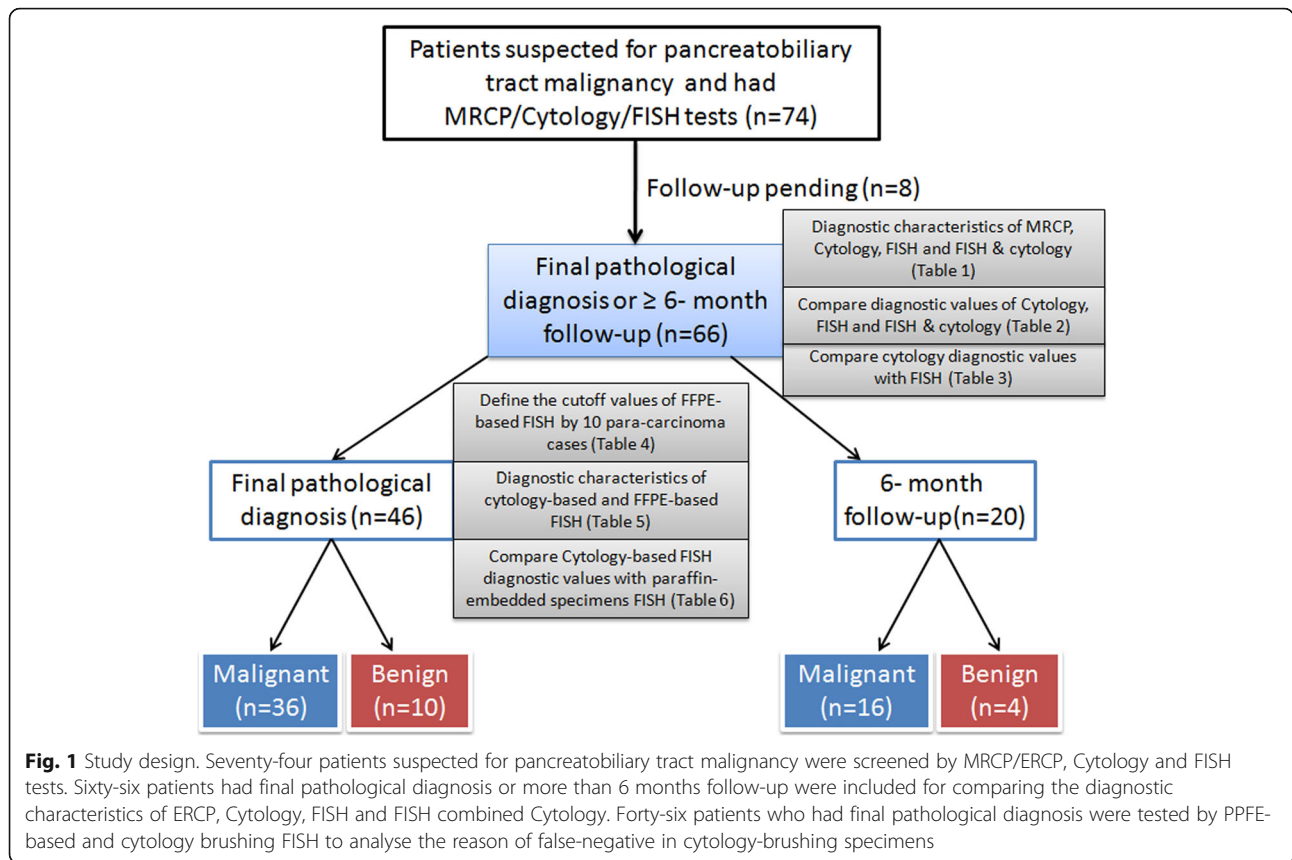 Patients suspected for pancreatobiliary
tract malignancy and had
MRCP/Cytology/FISH tests (n=74)
Follow-up pending (n=8)
Final pathological
diagnosis or ≥ 6- month
follow-up (n=66)
Diagnostic characteristics of MRCP,
Cytology, FISH and FISH & cytology
(Table 1)
Compare diagnostic values of Cytology,
FISH and FISH & cytology (Table 2)
Compare cytology diagnostic values
with FISH (Table 3)
Final pathological
diagnosis (n=46)
Define the cutoff values of FFPE-
based FISH by 10 para-carcinoma
cases (Table 4)
Diagnostic characteristics of
cytology-based and FFPE-based
FISH (Table 5)
Compare Cytology-based FISH
diagnostic values with paraffin-
embedded specimens FISH (Table 6)
6- month
follow-up(n=20)
Malignant
(n=36)
Benign
(n=10)
Malignant
(n=16)
Benign
(n=4)
Fig. 1 Study design. Seventy-four patients suspected for pancreatobiliary tract malignancy were screened by MRCP/ERCP, Cytology and FISH
tests. Sixty-six patients had final pathological diagnosis or more than 6 months follow-up were included for comparing the diagnostic
characteristics of ERCP, Cytology, FISH and FISH combined Cytology. Forty-six patients who had final pathological diagnosis were tested by PPFE-
based and cytology brushing FISH to analyse the reason of false-negative in cytology-brushing specimens